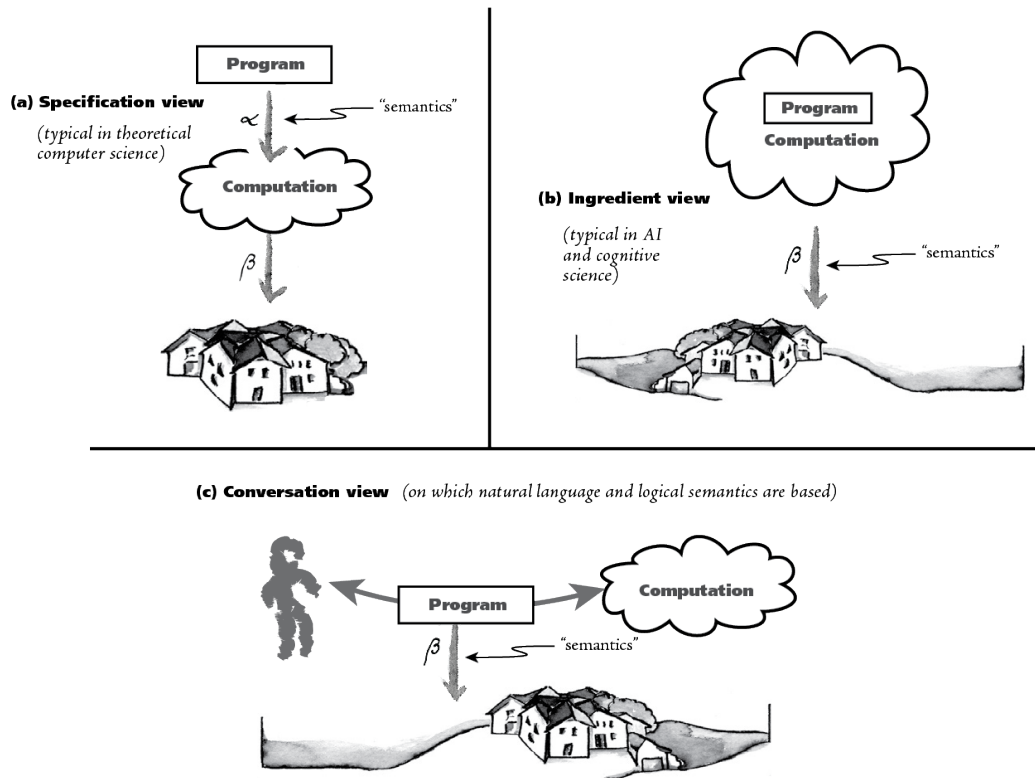 Program
(a) Specification view
"semantics"
α
(typical in theoretical
computer science)
Computation
β
Program
Computation
(b) Ingredient view
(typical in AI
and cognitive
science)
β
"semantics"
(c) Conversation view (on which natural language and logical semantics are based)
Program
Computation
β
"semantics"